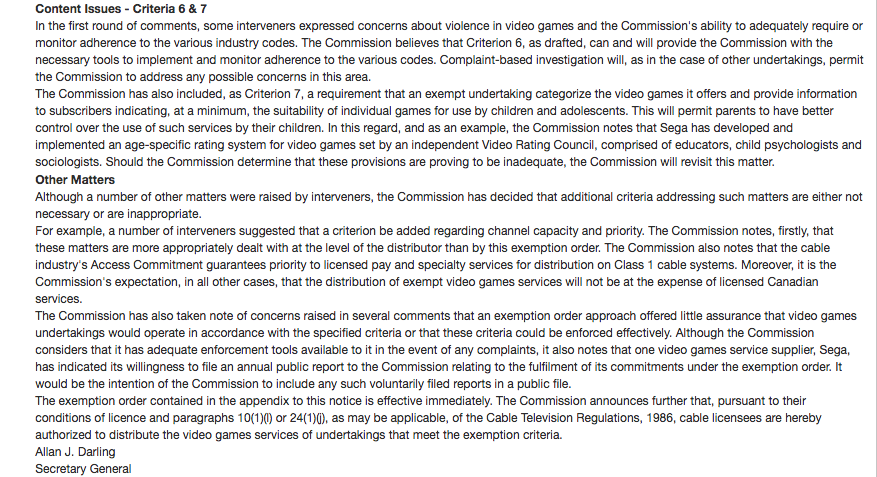 Content Issues - Criteria 6 & 7
In the first round of comments, some interveners expressed concerns about violence in video games and the Commission's ability to adequately require or
monitor adherence to the various industry codes. The Commission believes that Criterion 6, as drafted, can and will provide the Commission with the
necessary tools to implement and monitor adherence to the various codes. Complaint-based investigation will, as in the case of other undertakings, permit
the Commission to address any possible concerns in this area.
The Commission has also included, as Criterion 7, a requirement that an exempt undertaking categorize the video games it offers and provide information
to subscribers indicating, at a minimum, the suitability of individual games for use by children and adolescents. This will permit parents to have better
control over the use of such services by their children. In this regard, and as an example, the Commission notes that Sega has developed and
implemented an age-specific rating system for video games set by an independent Video Rating Council, comprised of educators, child psychologists and
sociologists. Should the Commission determine that these provisions are proving to be inadequate, the Commission will revisit this matter.
Other Matters
Although a number of other matters were raised by interveners, the Commission has decided that additional criteria addressing such matters are either not
necessary or are inappropriate.
For example, a number of interveners suggested that a criterion be added regarding channel capacity and priority. The Commission notes, firstly, that
these matters are more appropriately dealt with at the level of the distributor than by this exemption order. The Commission also notes that the cable
industry's Access Commitment guarantees priority to licensed pay and specialty services for distribution on Class 1 cable systems. Moreover, it is the
Commission's expectation, in all other cases, that the distribution of exempt video games services will not be at the expense of licensed Canadian
services.
The Commission has also taken note of concerns raised in several comments that an exemption order approach offered little assurance that video games
undertakings would operate in accordance with the specified criteria or that these criteria could be enforced effectively. Although the Commission
considers that it has adequate enforcement tools available to it in the event of any complaints, it also notes that one video games service supplier, Sega,
has indicated its willingness to file an annual public report to the Commission relating to the fulfilment of its commitments under the exemption order. It
would be the intention of the Commission to include any such voluntarily filed reports in a public file.
The exemption order contained in the appendix to this notice is effective immediately. The Commission announces further that, pursuant to their
conditions of licence and paragraphs 10(1)(l) or 24(1)(j), as may be applicable, of the Cable Television Regulations, 1986, cable licensees are hereby
authorized to distribute the video games services of undertakings that meet the exemption criteria.
Allan J. Darling
Secretary General